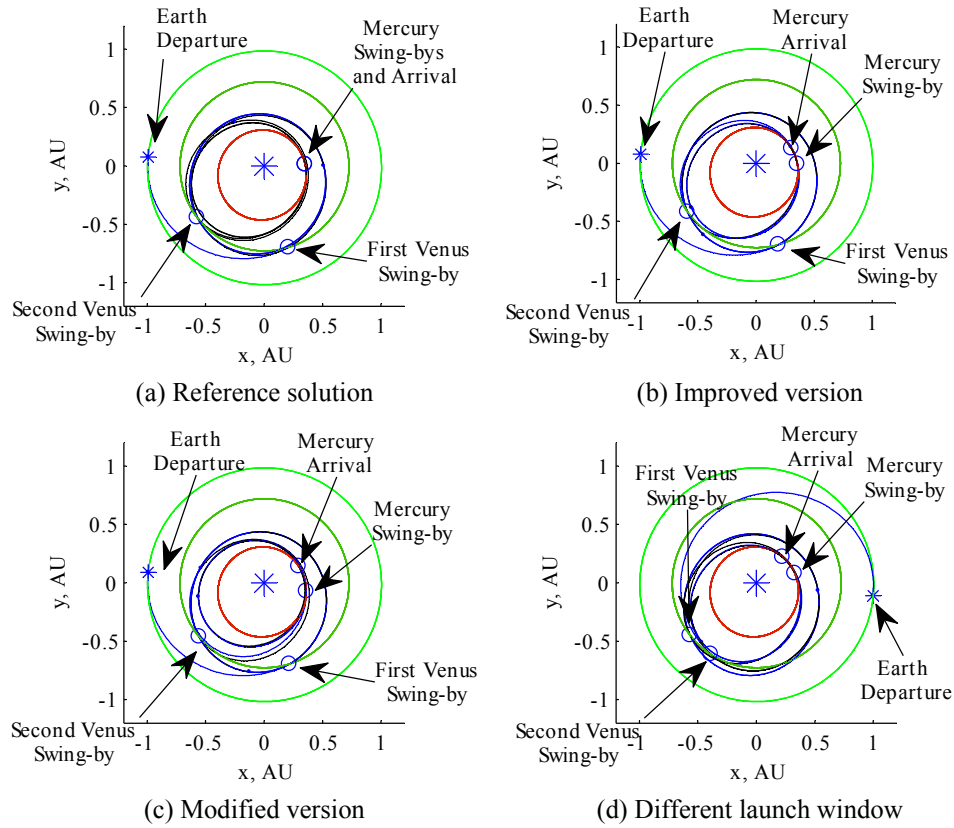 Earth
Departure
Mercury
Swing-bys
and Arrival
1
0.5
0
-0.5
-1
y, AU
First Venus
Swing-by
Second Venus
Swing-by
-1
-0.5
0
0.5
1
x, AU
(a) Reference solution
Earth
Departure
Mercury
Arrival
Mercury
Swing-by
1
0.5
0
-0.5
-1
y, AU
First Venus
Swing-by
Second Venus
Swing-by
-1
-0.5
0
0.5
1
x, AU
(b) Improved version
Earth
Departure
Mercury
Arrival
Mercury
Swing-by
1
0.5
0
-0.5
-1
y, AU
First Venus
Swing-by
Second Venus
Swing-by
-1
-0.5
0
0.5
1
x, AU
(c) Modified version
First Venus
Swing-by
Mercury
Arrival
Mercury
Swing-by
1
0.5
0
-0.5
-1
y, AU
Earth
Departure
Second Venus
Swing-by
-1
-0.5
0
0.5
1
x, AU
(d) Different launch window